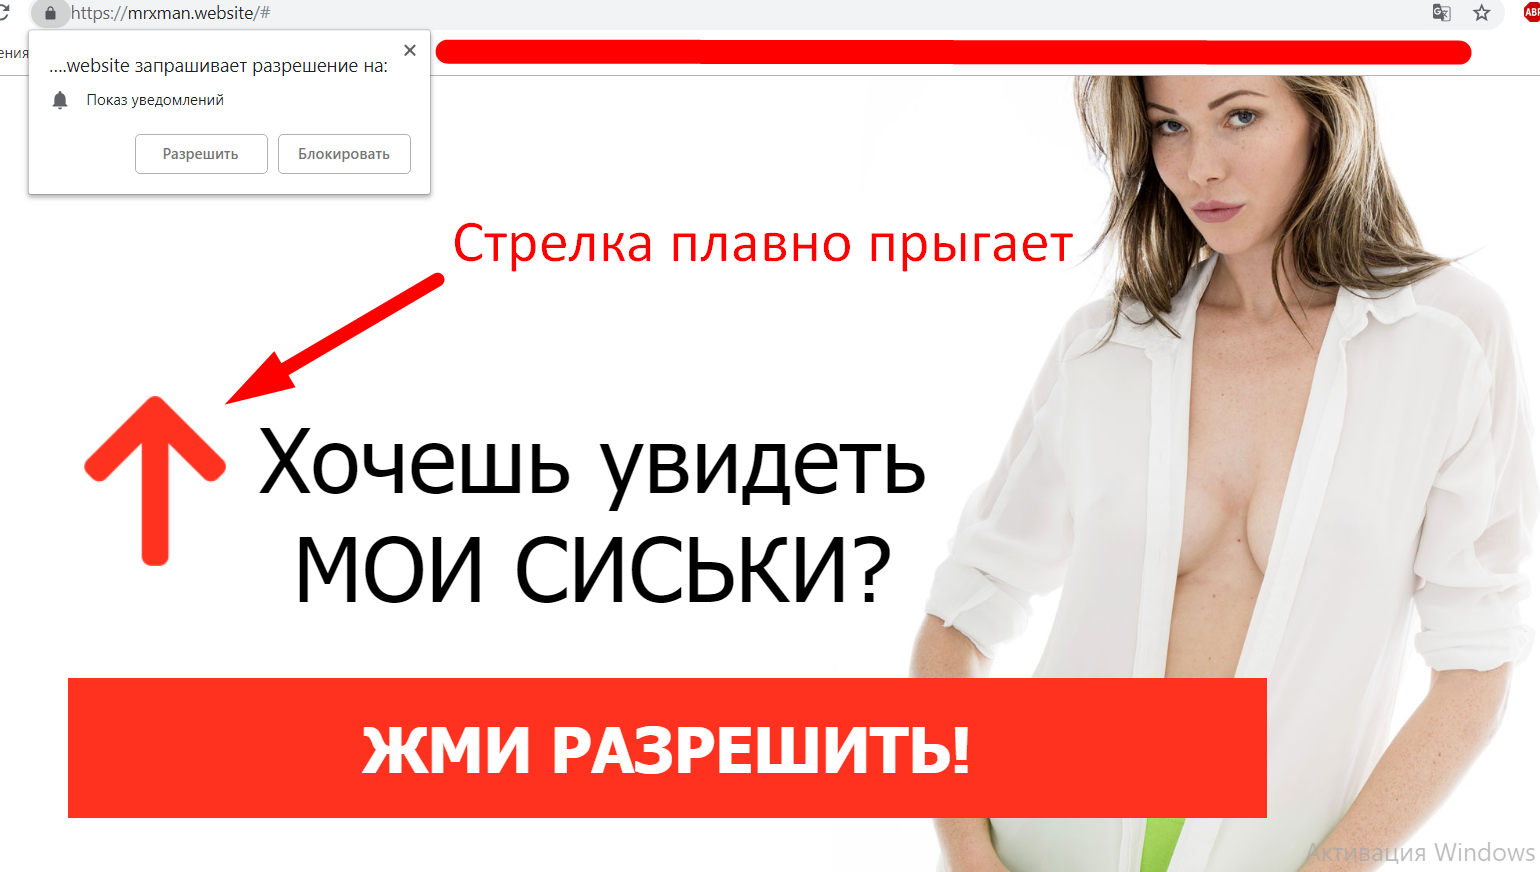 https://mrxman.website/#
ABP
ения
....website запрашивает разрешение на:
Показ уведомлений
Разрешить
Блокировать
Стрелка плавно прыгает
Хочешь увидеть
МОИ СИСЬКИ?
ЖМИ РАЗРЕШИТЬ!
Активация Windows